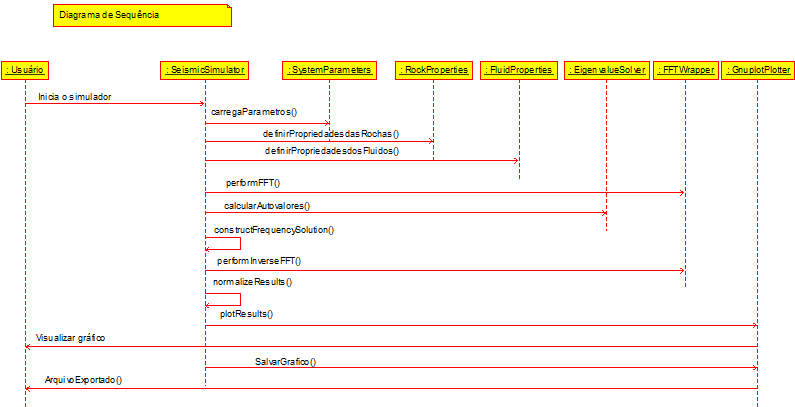 Diagrama de Sequência
: Usuário
: SeismicSimulator
: SystemParameters
: RockProperties
: FluidProperties
: EigenvalueSolver
: FFTWrapper
: GnuplotPlotter
Inicia o simulador
carregaParametros()
definirPropriedadesdasRochas()
definirPropriedadesdosFluidos()
performFFT()
calcularAutovalores()
constructFrequencySolution()
performInverseFFT()
normalizeResults()
plotResults()
Visualizar gráfico
SalvarGrafico()
ArquivoExportado()